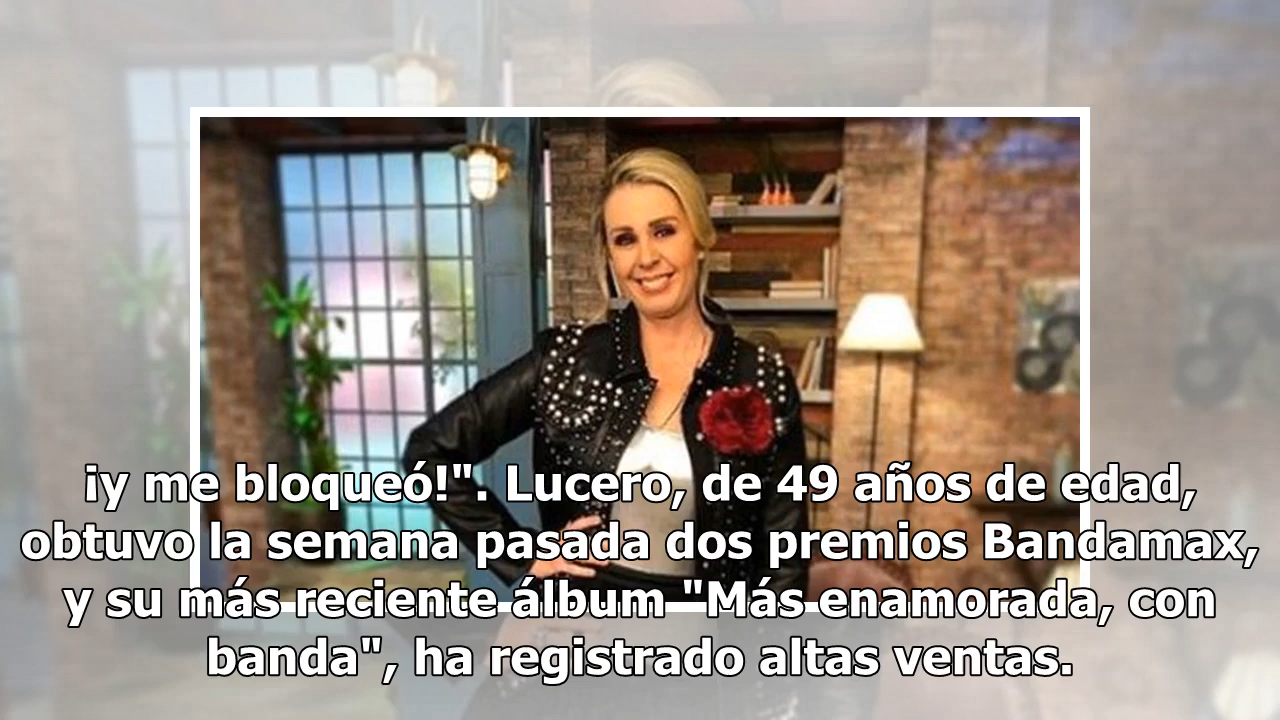 ¡y me bloqueó!". Lucero, de 49 años de edad,
obtuvo la semana pasada dos premios Bandamax,
y su más reciente álbum "Más enamorada, con
banda", ha registrado altas ventas.